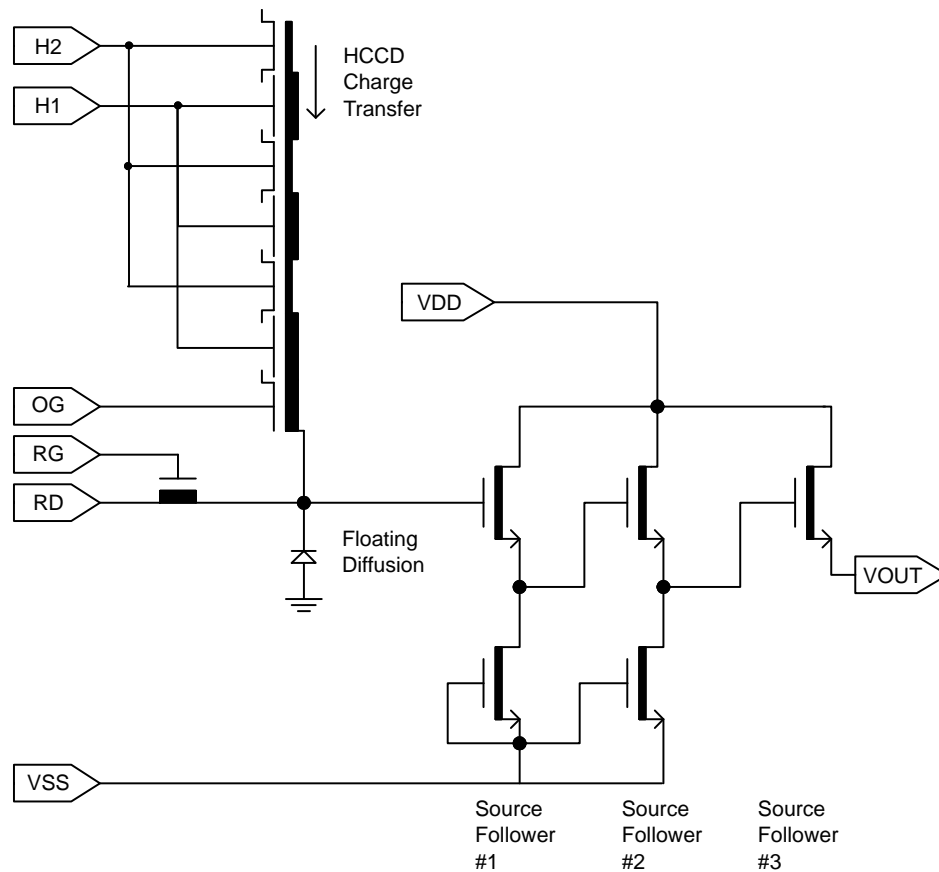 H2
HCCD
Charge
Transfer
H1
VDD
OG
RG
RD
Floating
Diffusion
VOUT
VSS
Source
Follower
#1
Source
Follower
#2
Source
Follower
#3